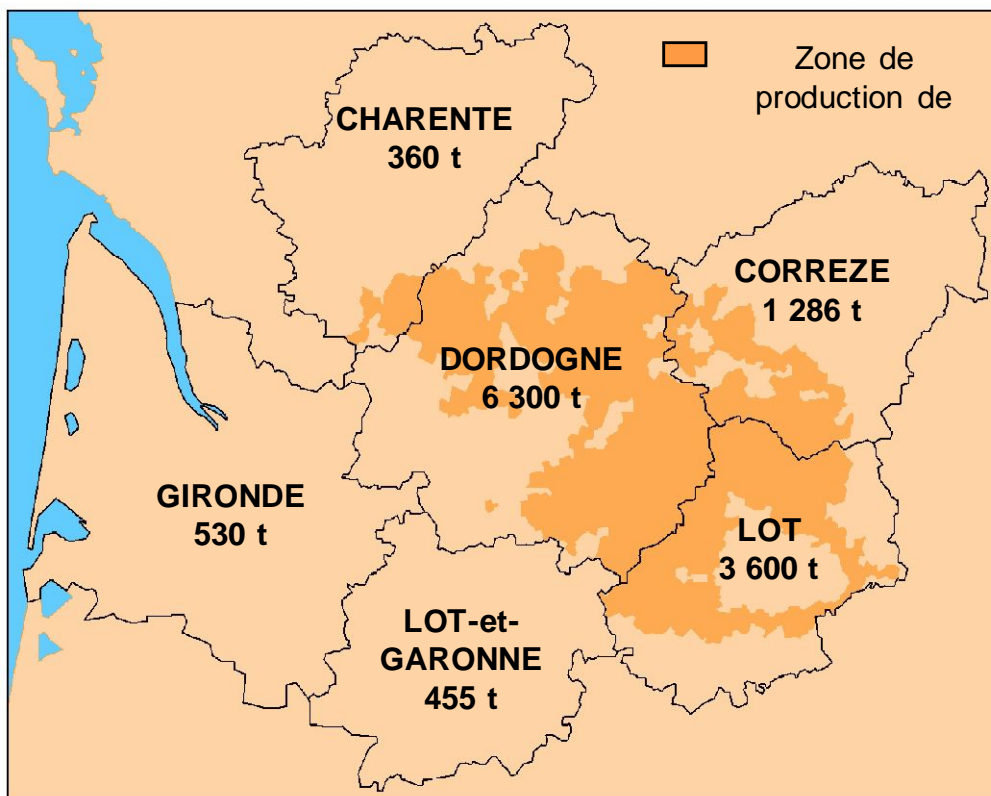 Zone de
production de
CHARENTE
360 t
CORREZE
1 286 t
DORDOGNE
6 300 t
GIRONDE
530 t
LOT
3 600 t
LOT-et-
GARONNE
455 t